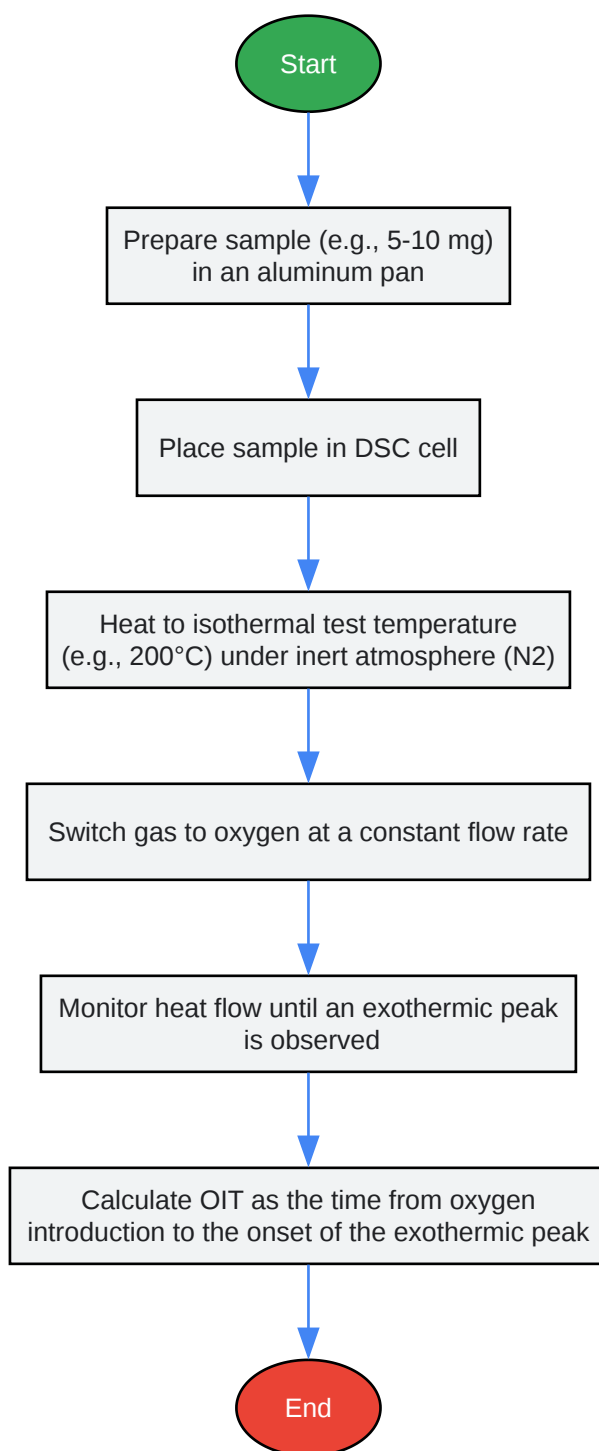 Start
Prepare sample (e.g., 5-10 mg)
in an aluminum pan
Place sample in DSC cell
Heat to isothermal test temperature
(e.g., 200°C) under inert atmosphere (N2)
Switch gas to oxygen at a constant flow rate
Monitor heat flow until an exothermic peak
is observed
Calculate OIT as the time from oxygen
introduction to the onset of the exothermic peak
End